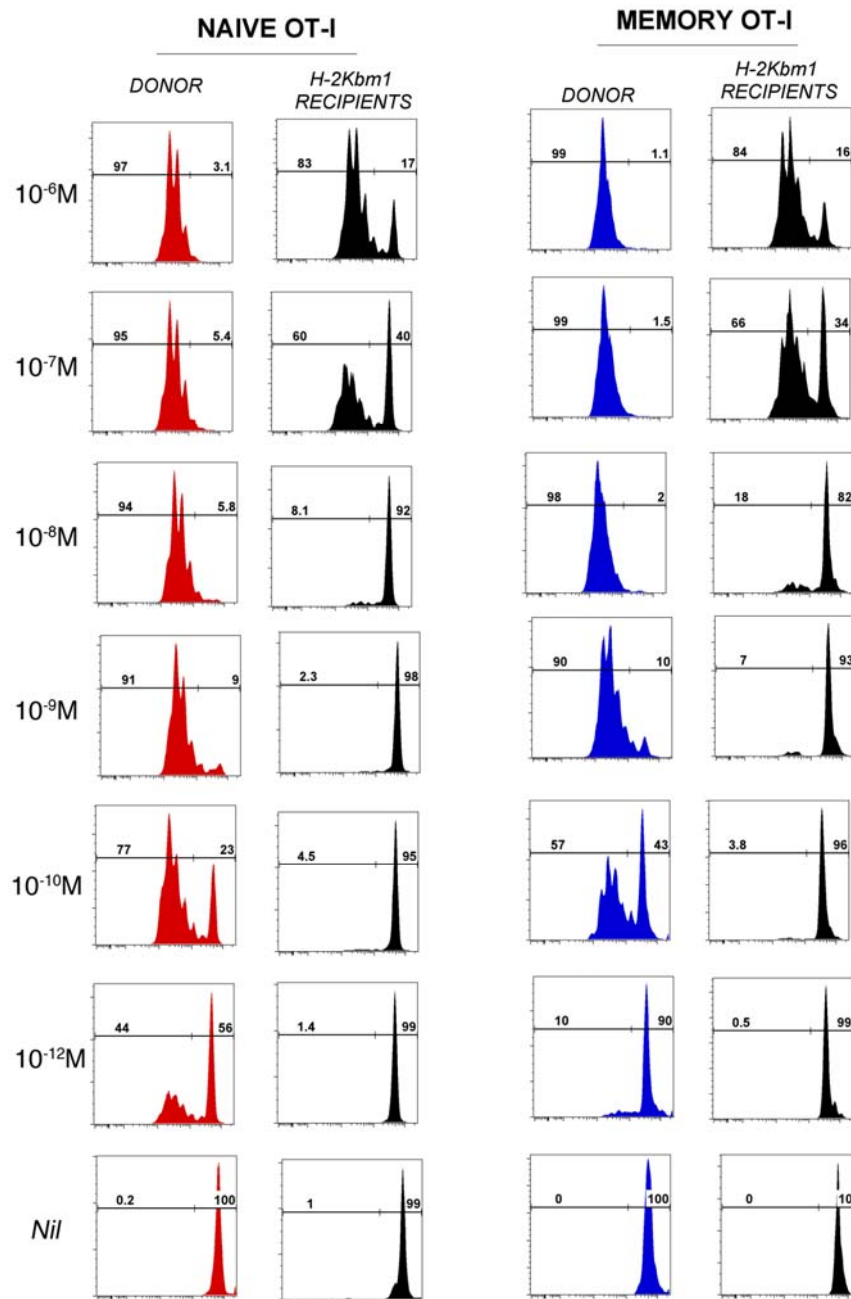 NAIVE OT-I MEMORY OT-I
DONOR H-2Kbm1 RECIPIENTS DONOR H-2Kbm1 RECIPIENTS
10⁻⁶M 97 3.1 83 17 99 1.1 84 16
10⁻⁷M 95 5.4 60 40 99 1.5 66 34
10⁻⁸M 94 5.8 8.1 92 98 2 18 82
10⁻⁹M 91 9 2.3 98 90 10 7 93
10⁻¹⁰M 77 23 4.5 95 57 43 3.8 96
10⁻¹²M 44 56 1.4 99 10 90 0.5 99
Nil 0.2 100 1 99 0 100 0 10